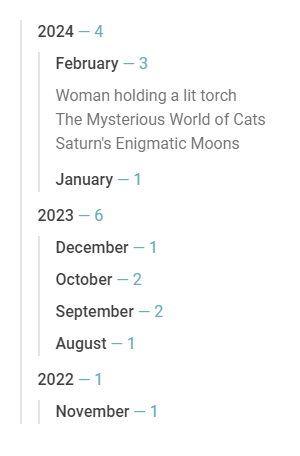 2024 — 4
February — 3
Woman holding a lit torch
The Mysterious World of Cats
Saturn's Enigmatic Moons
January — 1
2023 — 6
December — 1
October — 2
September — 2
August — 1
2022 — 1
November — 1